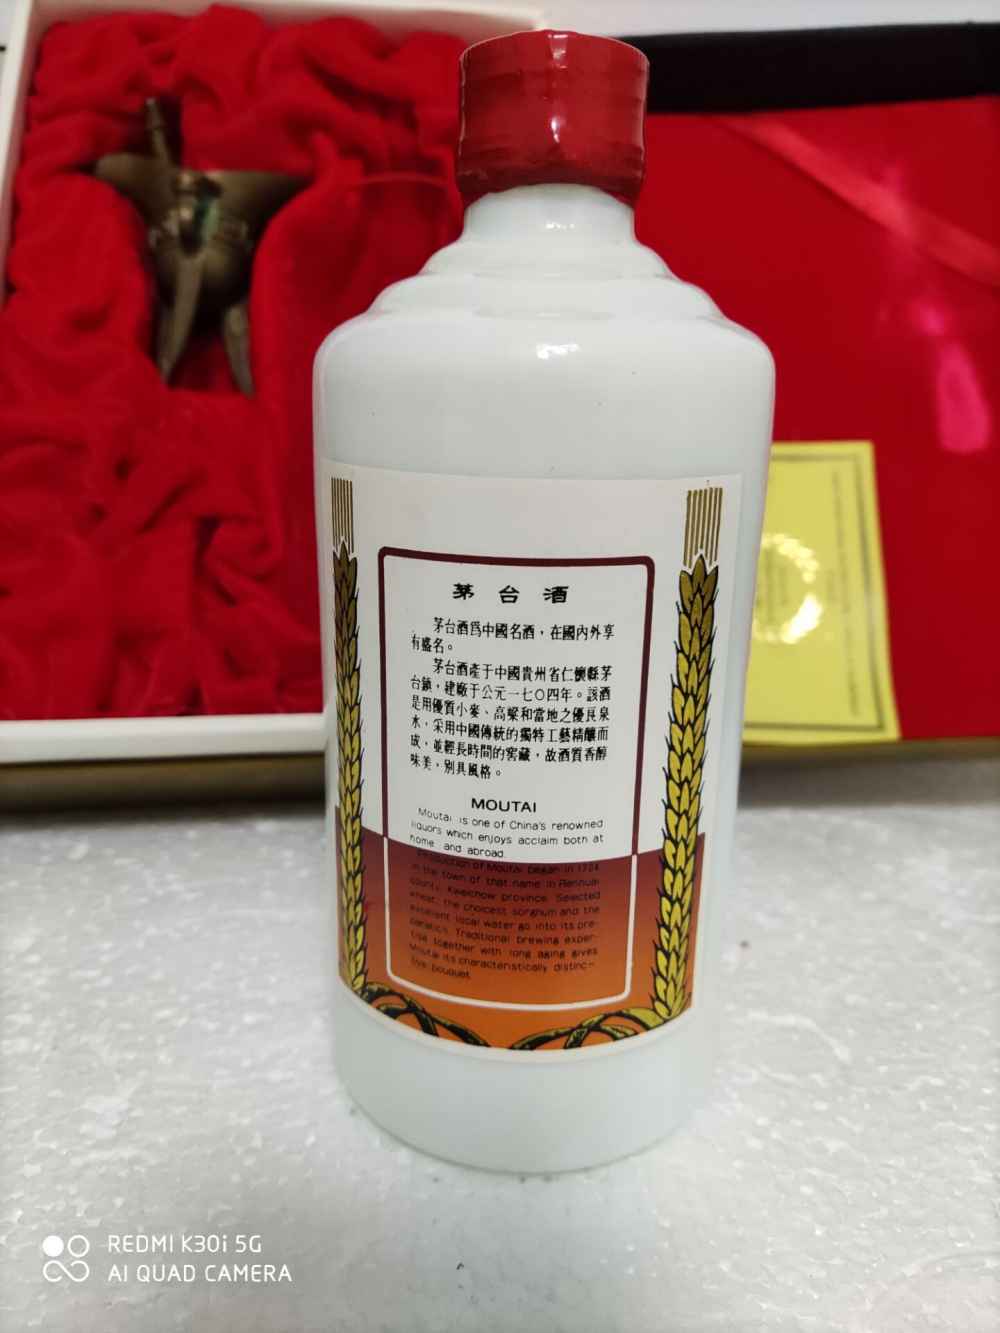 茅台酒
茅台酒爲中國名酒，在國內外享
有盛名。
茅台酒產于中國貴州省仁懷縣茅
台鎮，建廠于公元一七〇四年。該酒
是用優質小麥、高粱和當地之優良泉
水，采用中國傳統的獨特工藝精釀而
成，並經長時間的窖藏，故酒質香醇
味美，別具風格。
MOUTAI
Moutai is one of China's renowned
liquors which enjoys acclaim both at
home and abroad.
Production of Moutai began in 1704
in the town of that name in Renhuai
county, Kweichow province. Selected
wheat, the choicest sorghum and the
excellent local water go into its pre-
paration. Traditional brewing exper-
tise together with long aging gives
Moutai its characteristically distinc-
tive bouquet.
REDMI K30i 5G
AI QUAD CAMERA